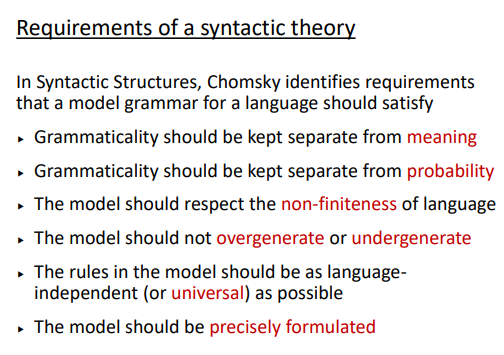 Requirements of a syntactic theory
In Syntactic Structures, Chomsky identifies requirements
that a model grammar for a language should satisfy
▸ Grammaticality should be kept separate from meaning
▸ Grammaticality should be kept separate from probability
▸ The model should respect the non-finiteness of language
▸ The model should not overgenerate or undergenerate
▸ The rules in the model should be as language-
independent (or universal) as possible
▸ The model should be precisely formulated